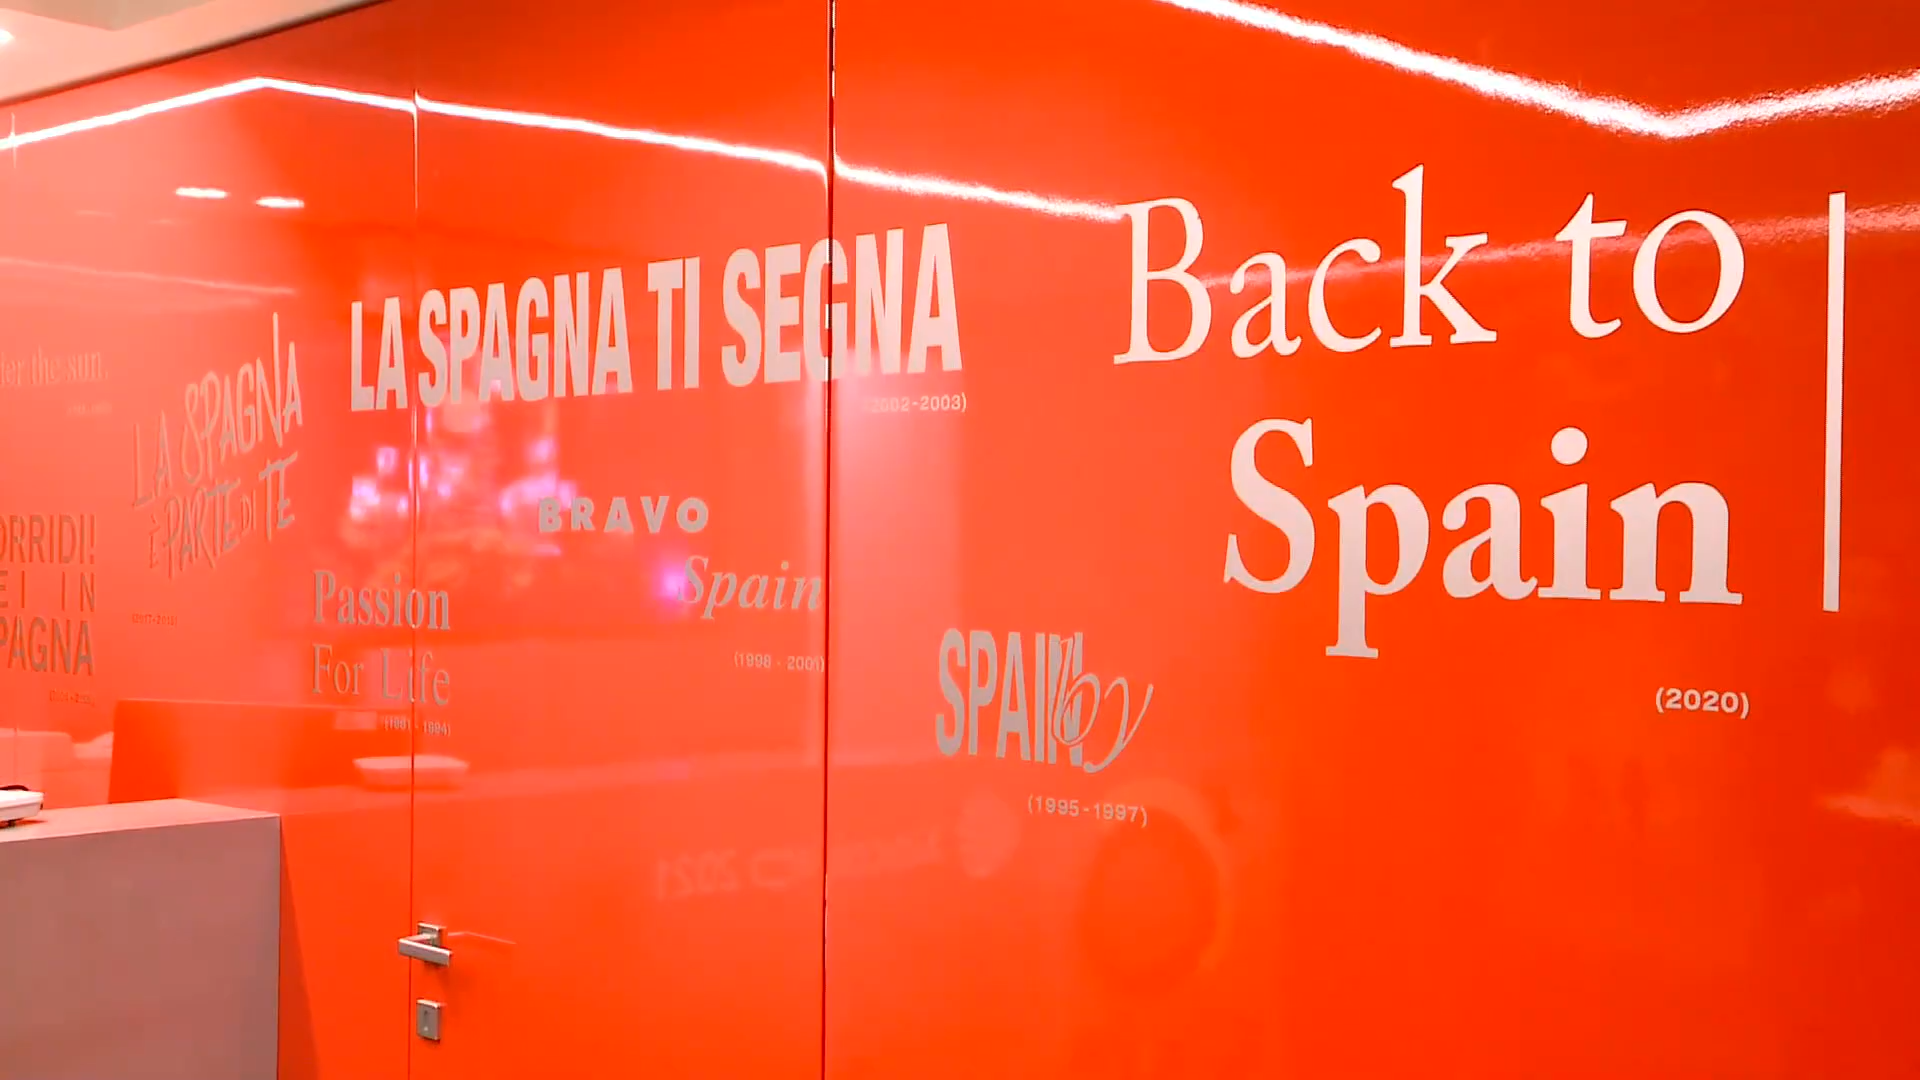 der the sun.
LA SPAGNA
È PARTE DI TE
ORRIDI!
EI IN
PAGNA
LA SPAGNA TI SEGNA
(2002-2003)
BRAVO
Spain
(1998 - 2001)
Passion
For Life
SPAIN by
(1995-1997)
Back to
Spain
(2020)